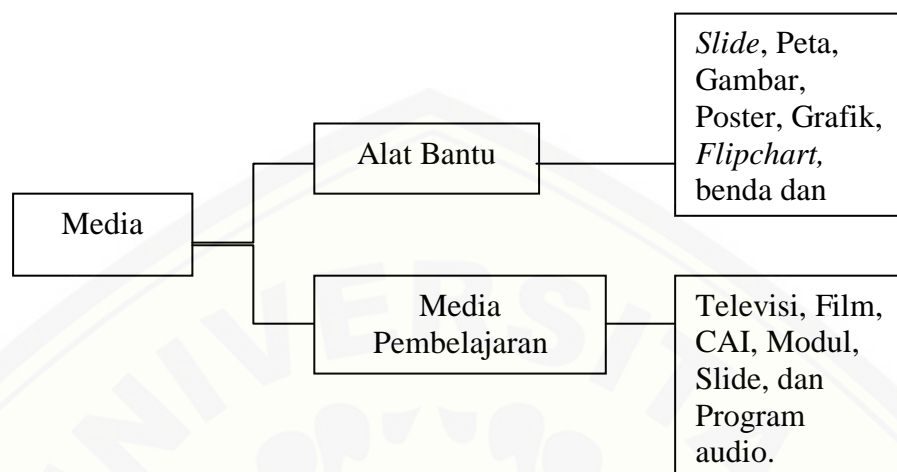 Media
Alat Bantu
Slide, Peta,
Gambar,
Poster, Grafik,
Flipchart,
benda dan
Media
Pembelajaran
Televisi, Film,
CAI, Modul,
Slide, dan
Program
audio.
UNIVERSITA